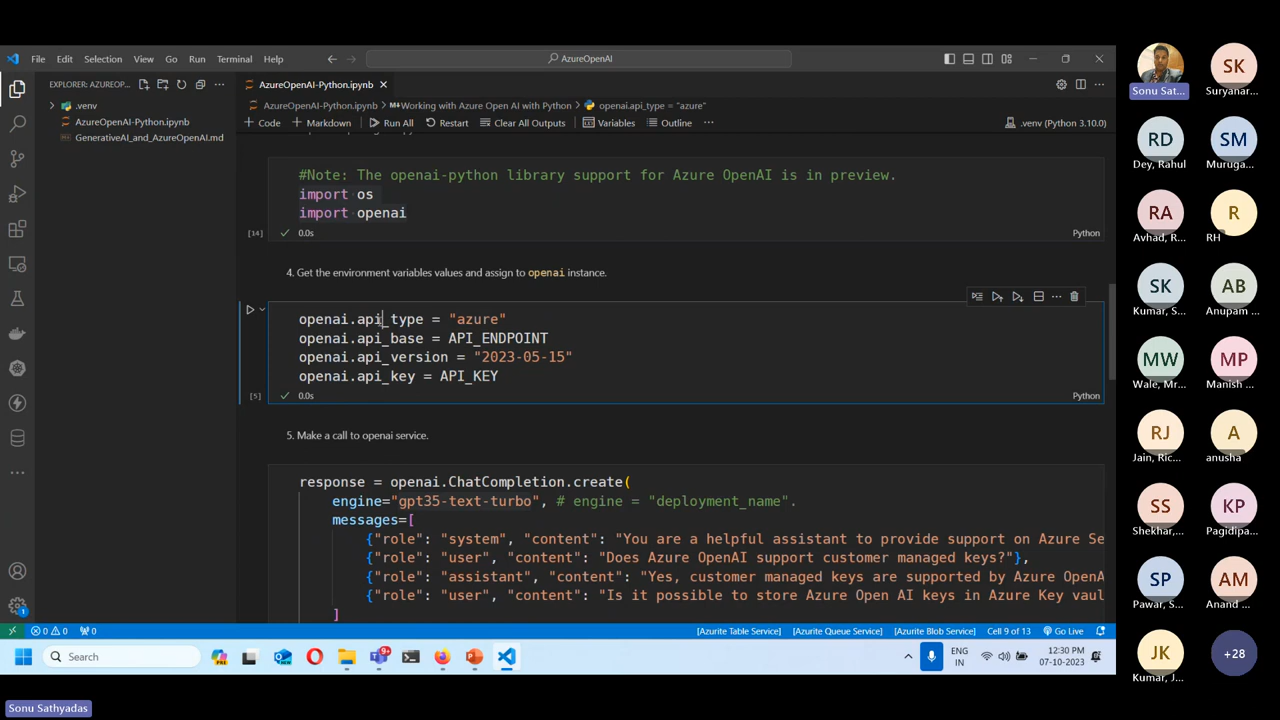 File Edit Selection View Go Run Terminal Help
AzureOpenAI
EXPLORER: AZUREOP...
.venv
AzureOpenAI-Python.ipynb
GenerativeAI_and_AzureOpenAI.md
AzureOpenAI-Python.ipynb
AzureOpenAI-Python.ipynb > Working with Azure Open AI with Python > openai.api_type = "azure"
+ Code + Markdown Run All Restart Clear All Outputs Variables Outline ...
.venv (Python 3.10.0)
#Note: The openai-python library support for Azure OpenAI is in preview.
import os
import openai
[14] 0.0s Python
4. Get the environment variables values and assign to openai instance.
openai.api_type = "azure"
openai.api_base = API_ENDPOINT
openai.api_version = "2023-05-15"
openai.api_key = API_KEY
[5] 0.0s Python
5. Make a call to openai service.
response = openai.ChatCompletion.create(
engine="gpt35-text-turbo", # engine = "deployment_name".
messages=[
{"role": "system", "content": "You are a helpful assistant to provide support on Azure Se
{"role": "user", "content": "Does Azure OpenAI support customer managed keys?"},
{"role": "assistant", "content": "Yes, customer managed keys are supported by Azure OpenA
{"role": "user", "content": "Is it possible to store Azure Open AI keys in Azure Key vaul
]
1
0 0 0
[Azurite Table Service] [Azurite Queue Service] [Azurite Blob Service] Cell 9 of 13 Go Live
Search
9+
ENG
IN
12:30 PM
07-10-2023
Sonu Sathyadas
Sonu Sat...
SK
Suryanar...
RD
Dey, Rahul
SM
Muruga...
RA
Avhad, R...
R
RH
SK
Kumar, S...
AB
Anupam ...
MW
Wale, Mr...
MP
Manish ...
RJ
Jain, Ric...
A
anusha
SS
Shekhar,...
KP
Pagidipa...
SP
Pawar, S...
AM
Anand ...
JK
Kumar, J...
+28